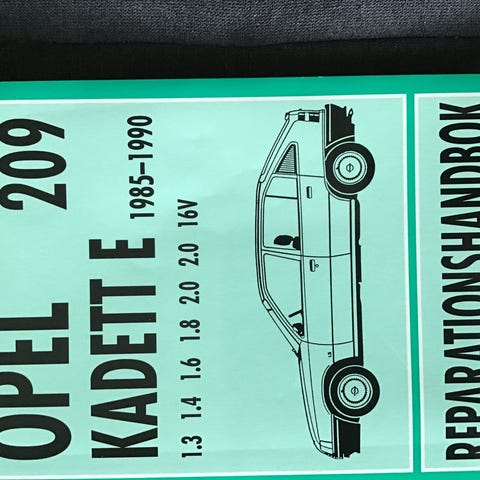 OPEL 209
KADETT E 1985–1990
1.3 1.4 1.6 1.8 2.0 2.0 16V
REPARATIONSHANDBOK